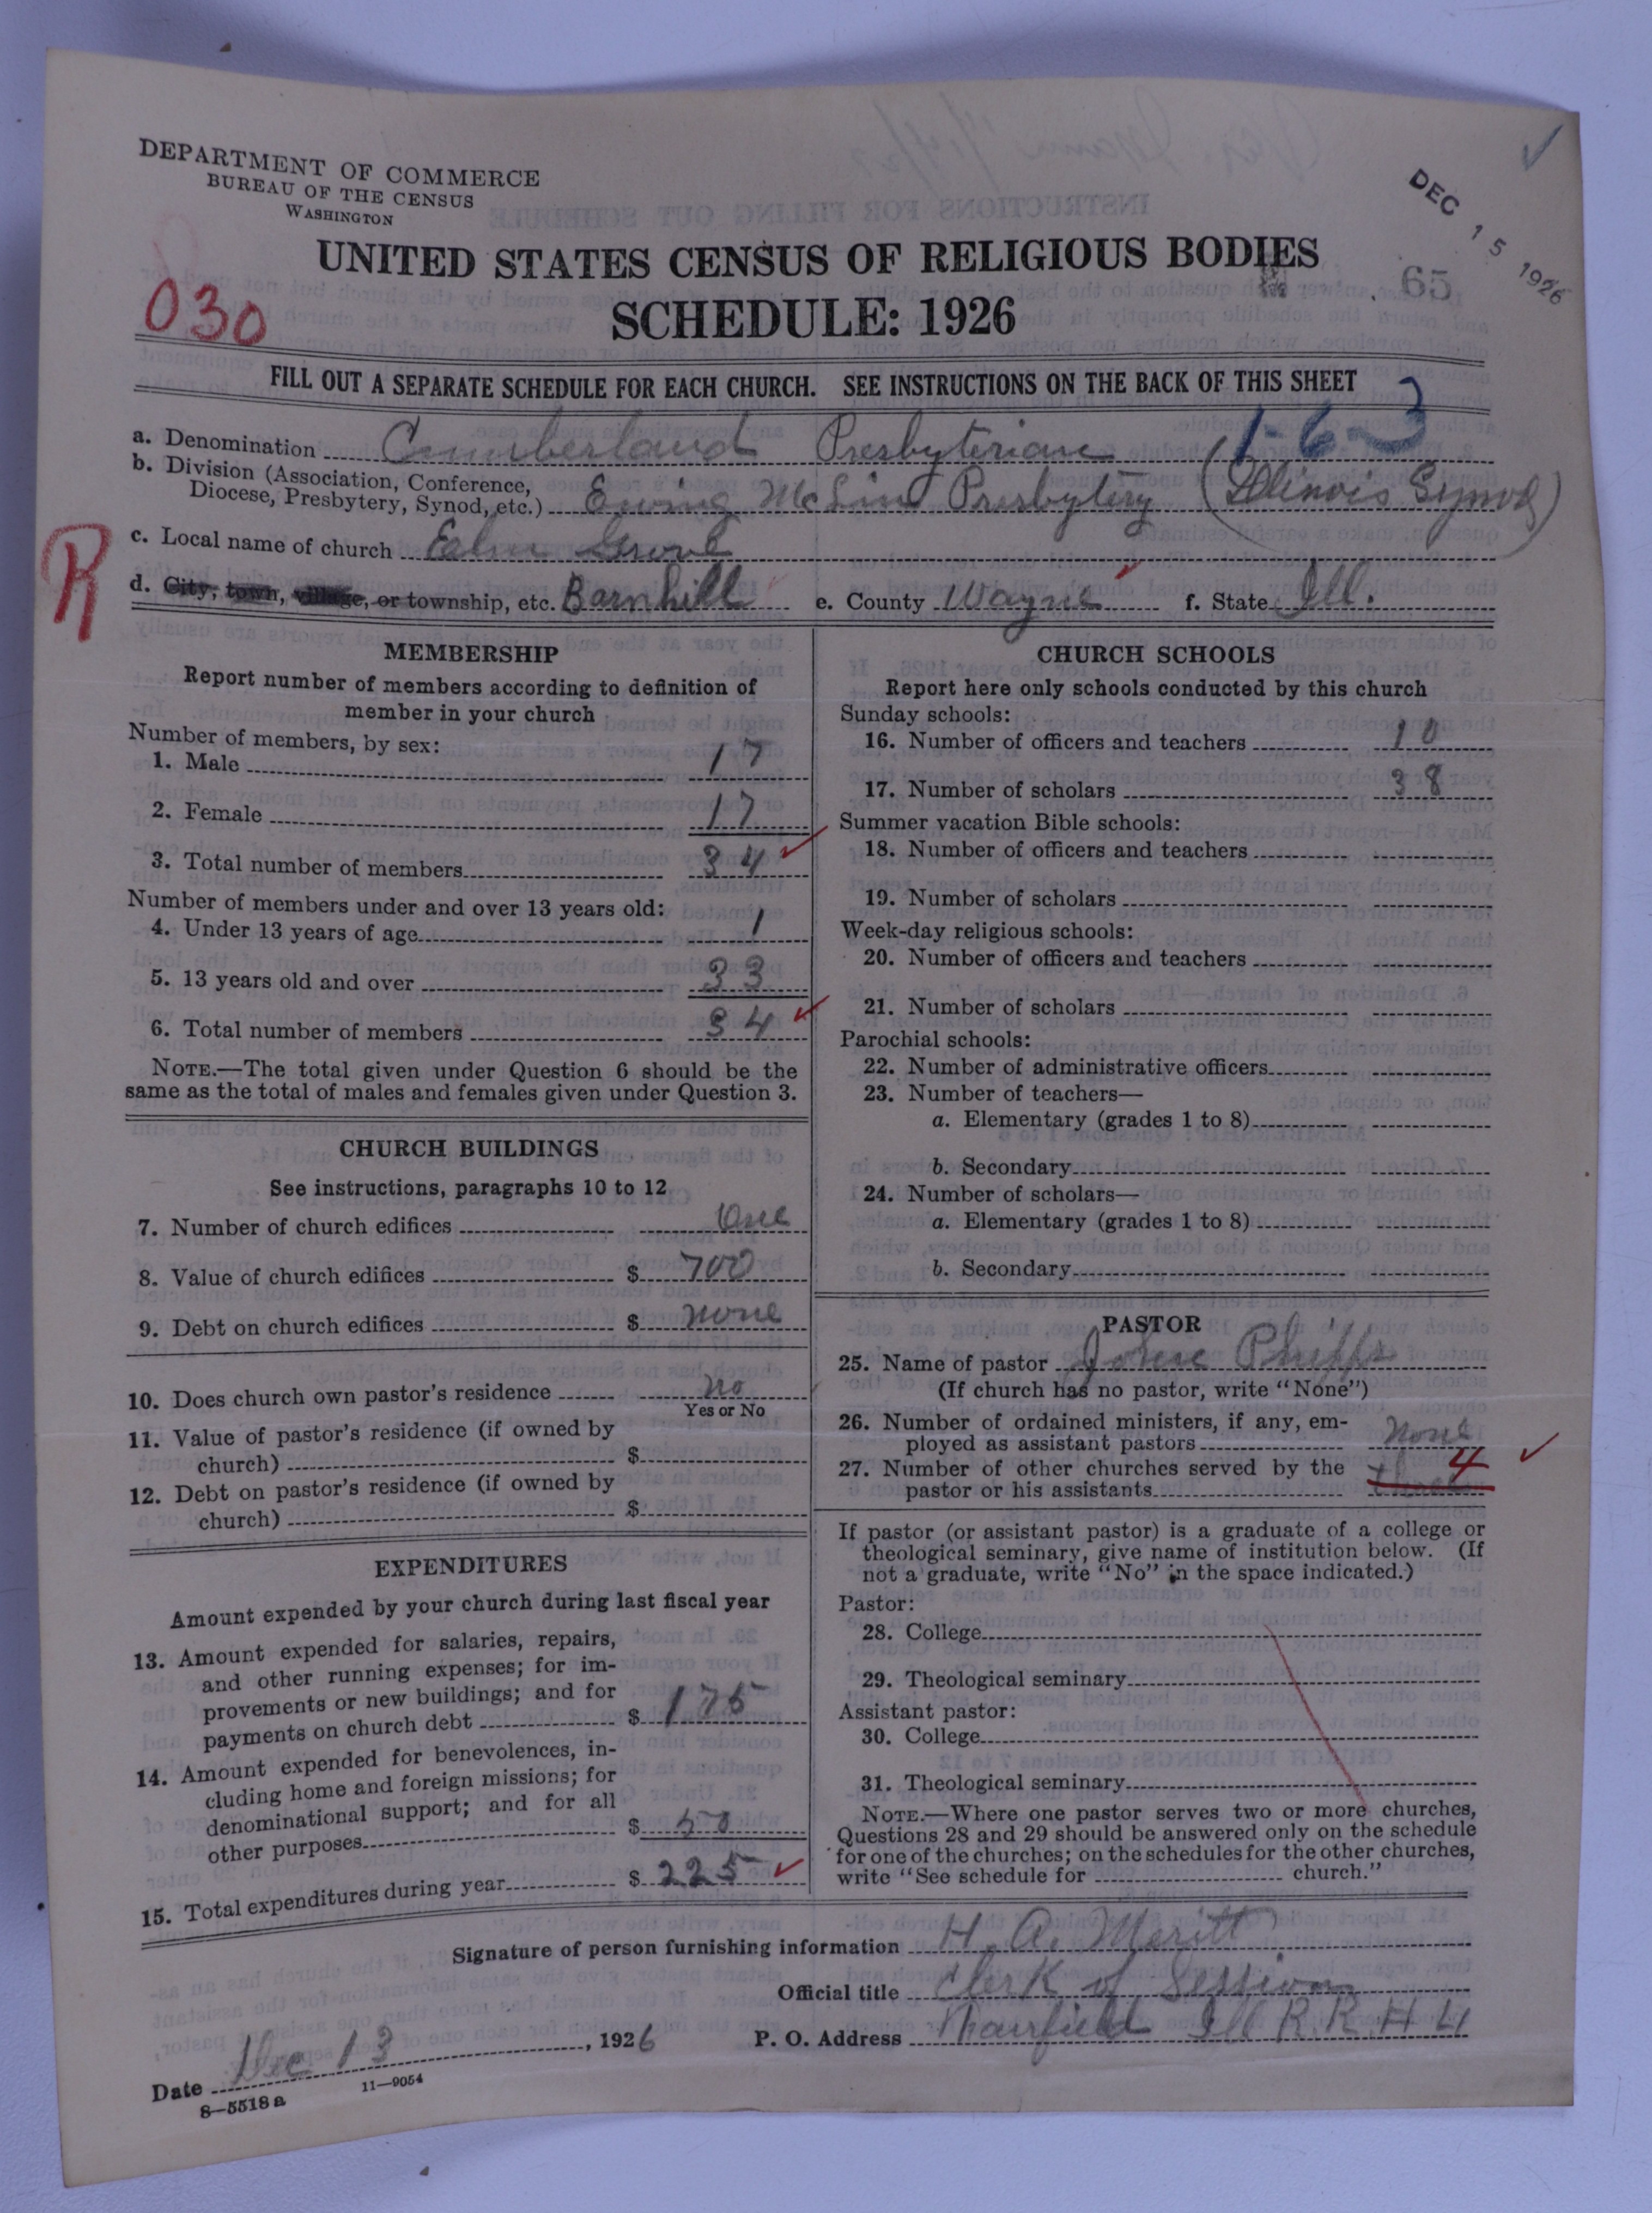 DEPARTMENT OF COMMERCE
BUREAU OF THE CENSUS
WASHINGTON
DEC 15 1926
UNITED STATES CENSUS OF RELIGIOUS BODIES
65
030
SCHEDULE: 1926
FILL OUT A SEPARATE SCHEDULE FOR EACH CHURCH. SEE INSTRUCTIONS ON THE BACK OF THIS SHEET
1-6-3
a. Denomination Cumberland Presbyterian
b. Division (Association, Conference,
Diocese, Presbytery, Synod, etc.) Ewing McLin Presbytery (Illinois Synod)
R
c. Local name of church Eelm Grove
d. City, town, village, or township, etc. Barnhill e. County Wayne f. State Ill.
MEMBERSHIP
Report number of members according to definition of
member in your church
Number of members, by sex:
1. Male 17
2. Female 17
3. Total number of members 34
Number of members under and over 13 years old:
4. Under 13 years of age 1
5. 13 years old and over 33
6. Total number of members 34
NOTE.—The total given under Question 6 should be the
same as the total of males and females given under Question 3.
CHURCH BUILDINGS
See instructions, paragraphs 10 to 12
7. Number of church edifices One
8. Value of church edifices $ 700
9. Debt on church edifices $ none
10. Does church own pastor's residence No
Yes or No
11. Value of pastor's residence (if owned by
church) $
12. Debt on pastor's residence (if owned by
church) $
EXPENDITURES
Amount expended by your church during last fiscal year
13. Amount expended for salaries, repairs,
and other running expenses; for im-
provements or new buildings; and for
payments on church debt $ 175
14. Amount expended for benevolences, in-
cluding home and foreign missions; for
denominational support; and for all
other purposes $ 50
15. Total expenditures during year $ 225
CHURCH SCHOOLS
Report here only schools conducted by this church
Sunday schools:
16. Number of officers and teachers 10
17. Number of scholars 38
Summer vacation Bible schools:
18. Number of officers and teachers
19. Number of scholars
Week-day religious schools:
20. Number of officers and teachers
21. Number of scholars
Parochial schools:
22. Number of administrative officers
23. Number of teachers—
a. Elementary (grades 1 to 8)
b. Secondary
24. Number of scholars—
a. Elementary (grades 1 to 8)
b. Secondary
PASTOR
25. Name of pastor John Phipps
(If church has no pastor, write "None")
26. Number of ordained ministers, if any, em-
ployed as assistant pastors none
27. Number of other churches served by the 4
pastor or his assistants three
If pastor (or assistant pastor) is a graduate of a college or
theological seminary, give name of institution below. (If
not a graduate, write "No" in the space indicated.)
Pastor:
28. College
29. Theological seminary
Assistant pastor:
30. College
31. Theological seminary
NOTE.—Where one pastor serves two or more churches,
Questions 28 and 29 should be answered only on the schedule
for one of the churches; on the schedules for the other churches,
write "See schedule for church."
Signature of person furnishing information H. A. Meritt
Official title Clerk of Session
P. O. Address Fairfield Ill R.R. # 4
Date Dec 13, 1926
8—5518 a 11—9054